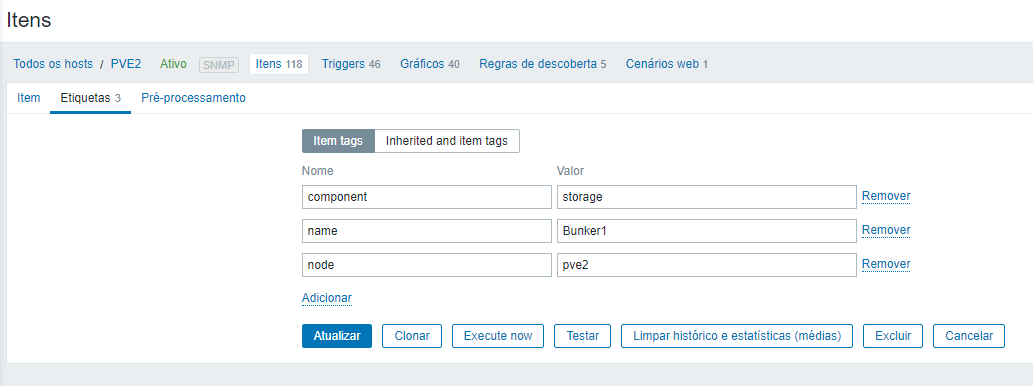 Itens
Todos os hosts / PVE2 Ativo SNMP Itens 118 Triggers 46 Gráficos 40 Regras de descoberta 5 Cenários web 1
Item Etiquetas 3 Pré-processamento
Item tags Inherited and item tags
Nome Valor
component storage Remover
name Bunker1 Remover
node pve2 Remover
Adicionar
Atualizar Clonar Execute now Testar Limpar histórico e estatísticas (médias) Excluir Cancelar